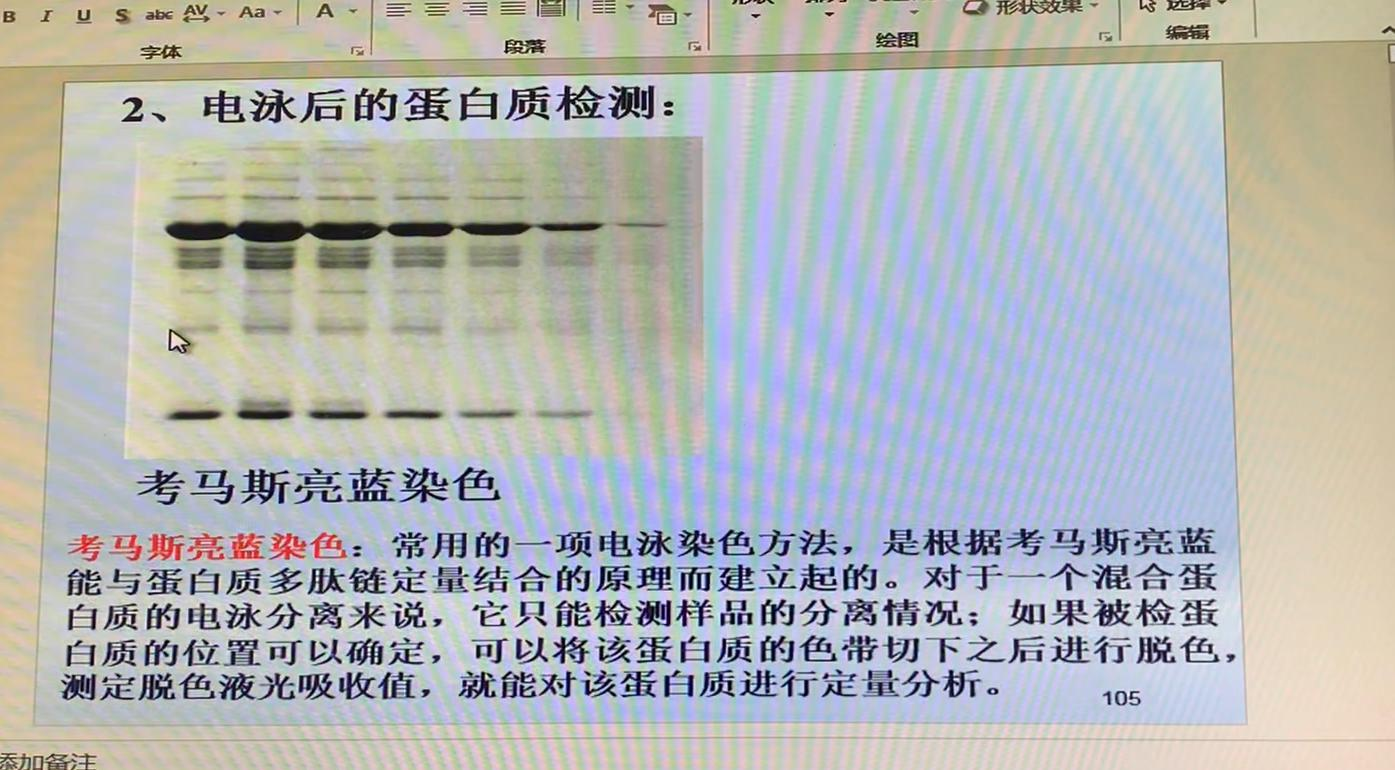 B I U S abc AV Aa A
形状效果 选择
字体 段落 绘图 编辑
2、电泳后的蛋白质检测：
考马斯亮蓝染色
考马斯亮蓝染色：常用的一项电泳染色方法，是根据考马斯亮蓝
能与蛋白质多肽链定量结合的原理而建立起的。对于一个混合蛋
白质的电泳分离来说，它只能检测样品的分离情况；如果被检蛋
白质的位置可以确定，可以将该蛋白质的色带切下之后进行脱色，
测定脱色液光吸收值，就能对该蛋白质进行定量分析。
105
添加备注